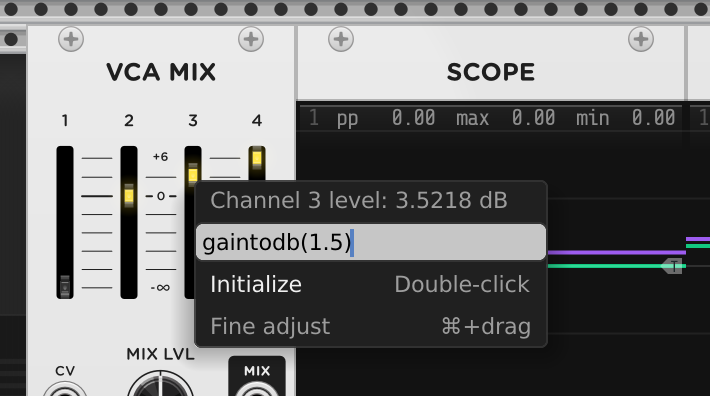 VCA MIX
SCOPE
1 2 3 4
1 pp 0.00 max 0.00 min 0.00 1
+6
0
-∞
Channel 3 level: 3.5218 dB
gaintodb(1.5)
Initialize Double-click
Fine adjust ⌘+drag
T
MIX LVL
CV
MIX